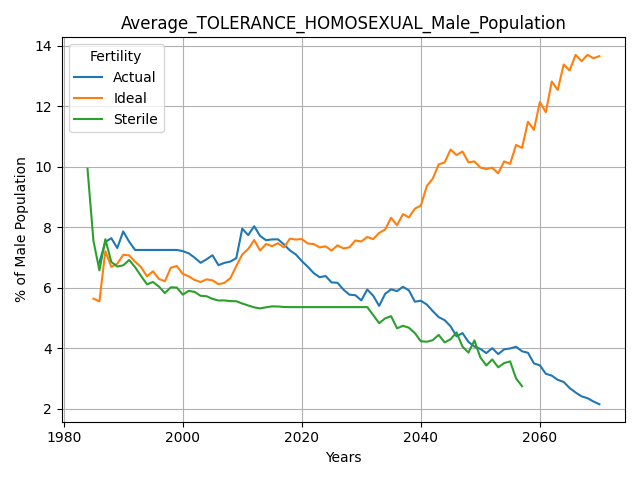 Average_TOLERANCE_HOMOSEXUAL_Male_Population
Fertility
Actual
Ideal
Sterile
% of Male Population
14
12
10
8
6
4
2
1980
2000
2020
2040
2060
Years